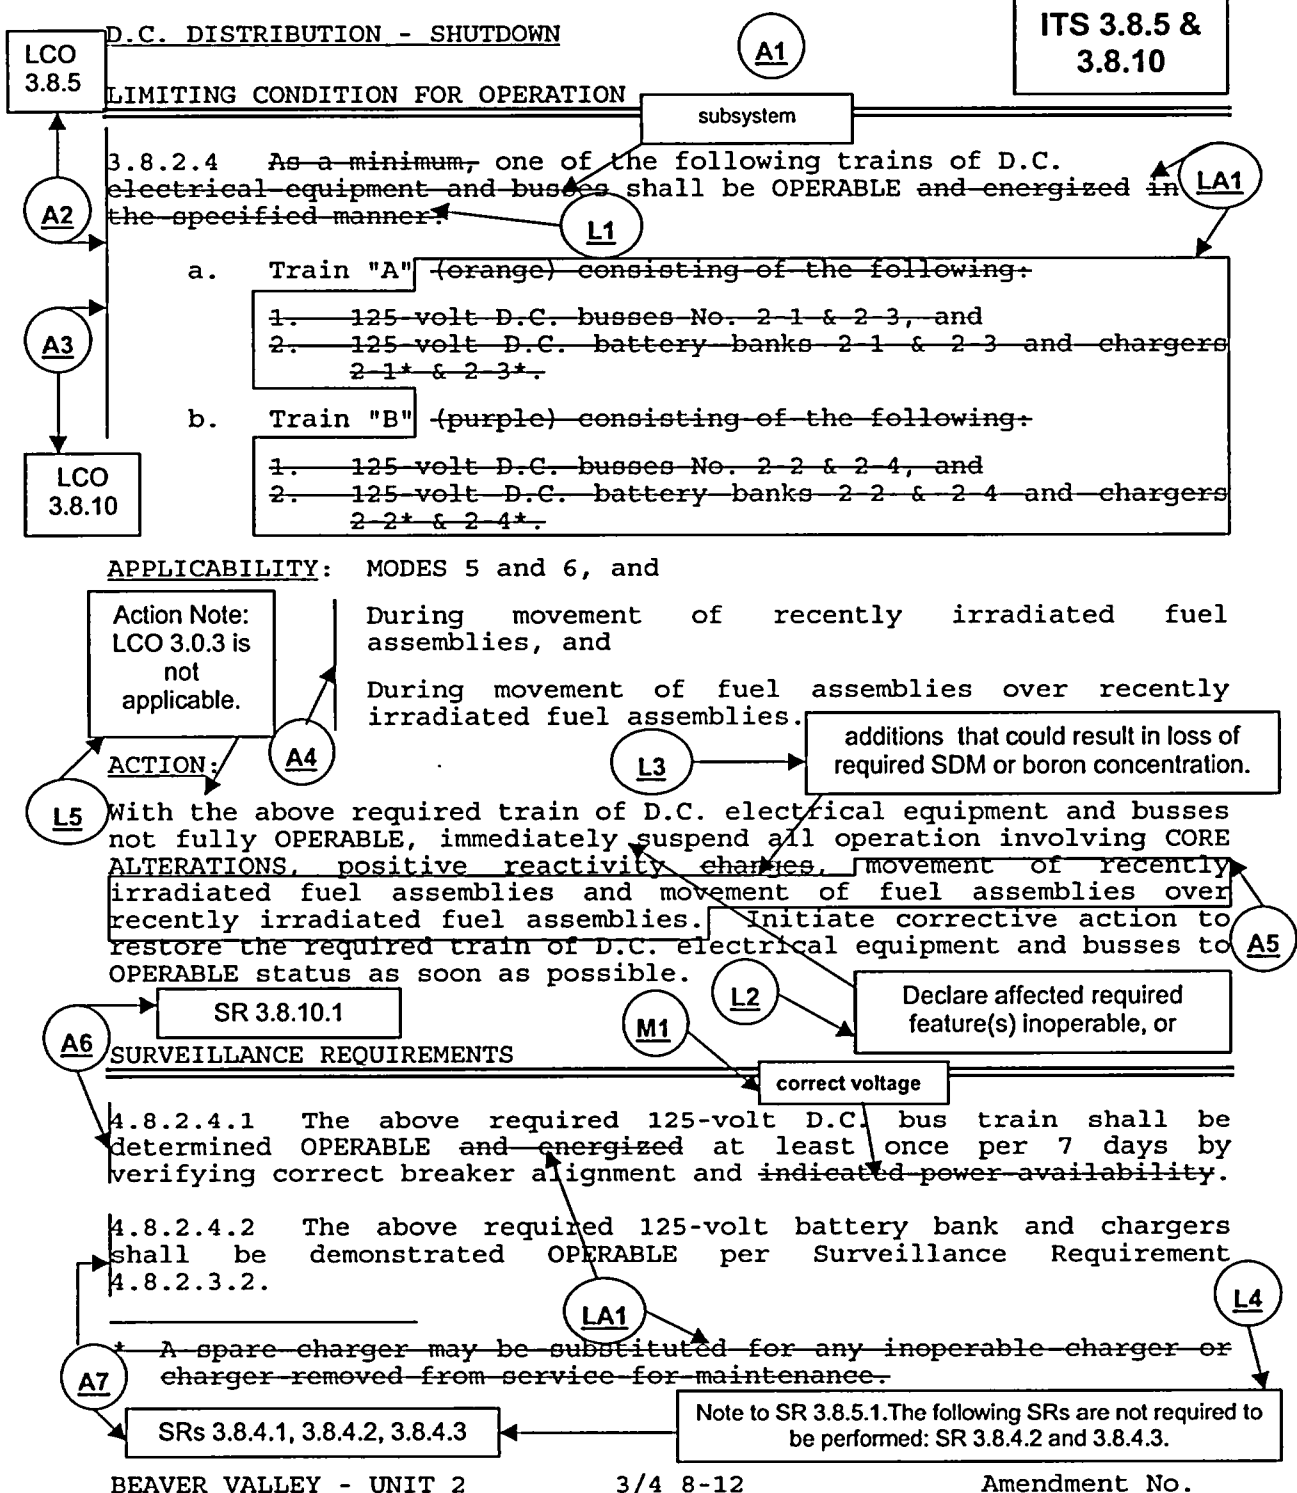 D.C. DISTRIBUTION - SHUTDOWN
ITS 3.8.5 &
3.8.10
LCO
3.8.5
A1
LIMITING CONDITION FOR OPERATION
subsystem
3.8.2.4 As a minimum, one of the following trains of D.C.
electrical equipment and busses shall be OPERABLE and energized in
the specified manner:
LA1
A2
L1
a. Train "A" (orange) consisting of the following:
1. 125-volt D.C. busses No. 2-1 & 2-3, and
2. 125-volt D.C. battery banks 2-1 & 2-3 and chargers
2-1* & 2-3*.
A3
b. Train "B" (purple) consisting of the following:
1. 125-volt D.C. busses No. 2-2 & 2-4, and
2. 125-volt D.C. battery banks 2-2 & 2-4 and chargers
2-2* & 2-4*.
LCO
3.8.10
APPLICABILITY: MODES 5 and 6, and
During movement of recently irradiated fuel
assemblies, and
During movement of fuel assemblies over recently
irradiated fuel assemblies.
Action Note:
LCO 3.0.3 is
not
applicable.
A4
L3
additions that could result in loss of
required SDM or boron concentration.
ACTION:
L5
With the above required train of D.C. electrical equipment and busses
not fully OPERABLE, immediately suspend all operation involving CORE
ALTERATIONS, positive reactivity changes, movement of recently
irradiated fuel assemblies and movement of fuel assemblies over
recently irradiated fuel assemblies. Initiate corrective action to
restore the required train of D.C. electrical equipment and busses to
OPERABLE status as soon as possible.
A5
L2
Declare affected required
feature(s) inoperable, or
SR 3.8.10.1
M1
A6
SURVEILLANCE REQUIREMENTS
correct voltage
4.8.2.4.1 The above required 125-volt D.C. bus train shall be
determined OPERABLE and energized at least once per 7 days by
verifying correct breaker alignment and indicated power availability.
4.8.2.4.2 The above required 125-volt battery bank and chargers
shall be demonstrated OPERABLE per Surveillance Requirement
4.8.2.3.2.
LA1
L4
* A spare charger may be substituted for any inoperable charger or
charger removed from service for maintenance.
A7
SRs 3.8.4.1, 3.8.4.2, 3.8.4.3
Note to SR 3.8.5.1.The following SRs are not required to
be performed: SR 3.8.4.2 and 3.8.4.3.
BEAVER VALLEY - UNIT 2 3/4 8-12 Amendment No.